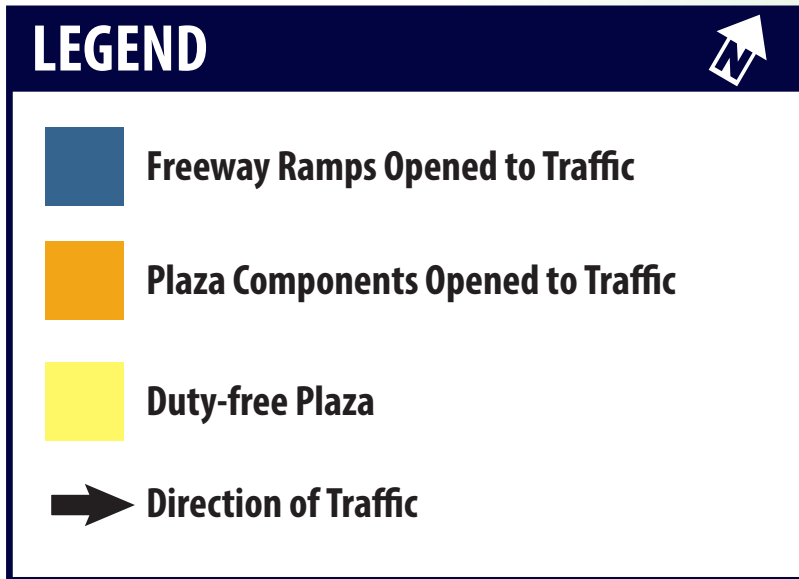 LEGEND
N
Freeway Ramps Opened to Traffic
Plaza Components Opened to Traffic
Duty-free Plaza
Direction of Traffic